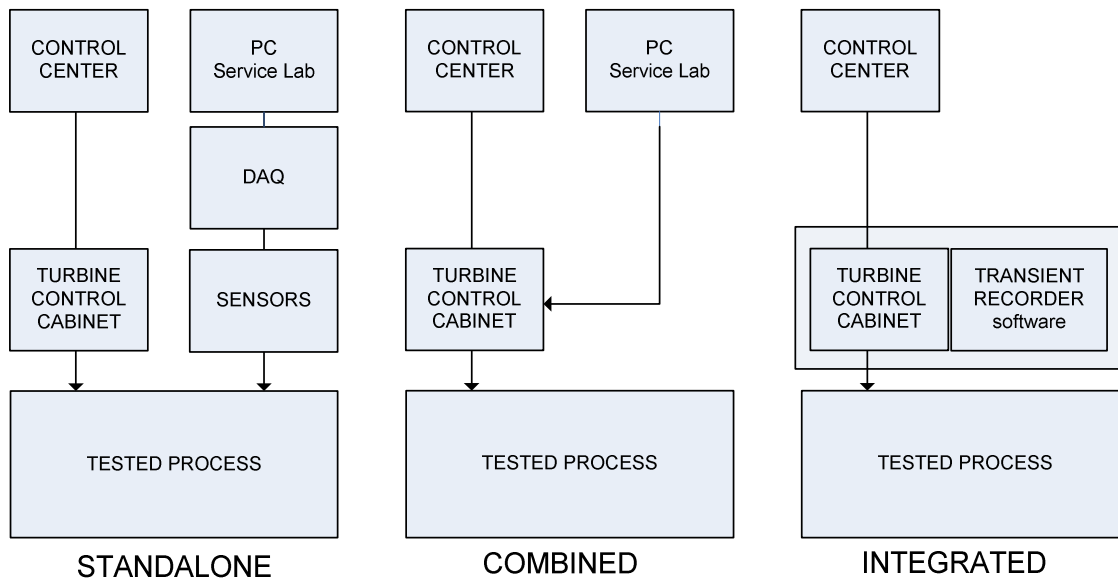 CONTROL
CENTER
PC
Service Lab
DAQ
TURBINE
CONTROL
CABINET
SENSORS
TESTED PROCESS
STANDALONE
CONTROL
CENTER
PC
Service Lab
TURBINE
CONTROL
CABINET
TESTED PROCESS
COMBINED
CONTROL
CENTER
TURBINE
CONTROL
CABINET
TRANSIENT
RECORDER
software
TESTED PROCESS
INTEGRATED